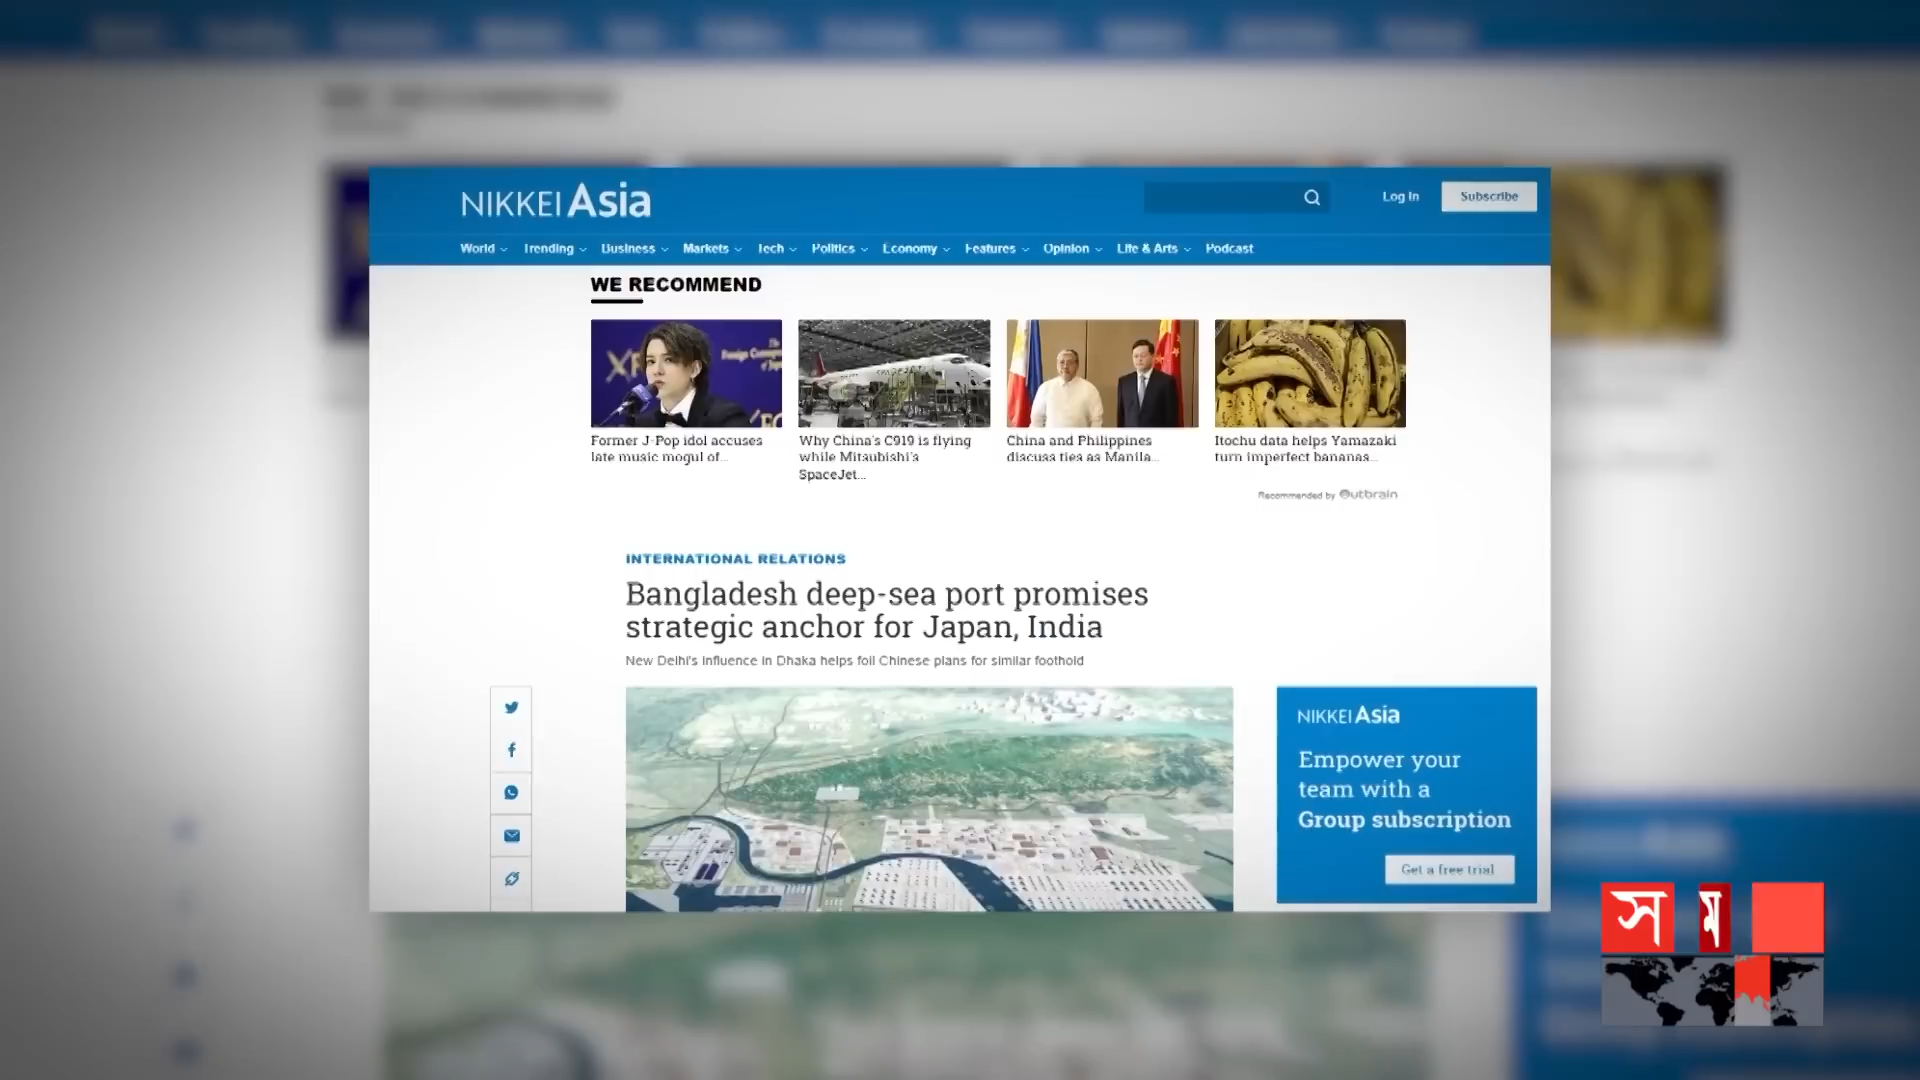 NIKKEI Asia
Log In
Subscribe
World
Trending
Business
Markets
Tech
Politics
Economy
Features
Opinion
Life & Arts
Podcast
WE RECOMMEND
Former J-Pop idol accuses
late music mogul of...
Why China's C919 is flying
while Mitsubishi's
SpaceJet...
China and Philippines
discuss ties as Manila...
Itochu data helps Yamazaki
turn imperfect bananas...
Recommended by Outbrain
INTERNATIONAL RELATIONS
Bangladesh deep-sea port promises
strategic anchor for Japan, India
New Delhi's influence in Dhaka helps foil Chinese plans for similar foothold
NIKKEI Asia
Empower your
team with a
Group subscription
Get a free trial
স ম